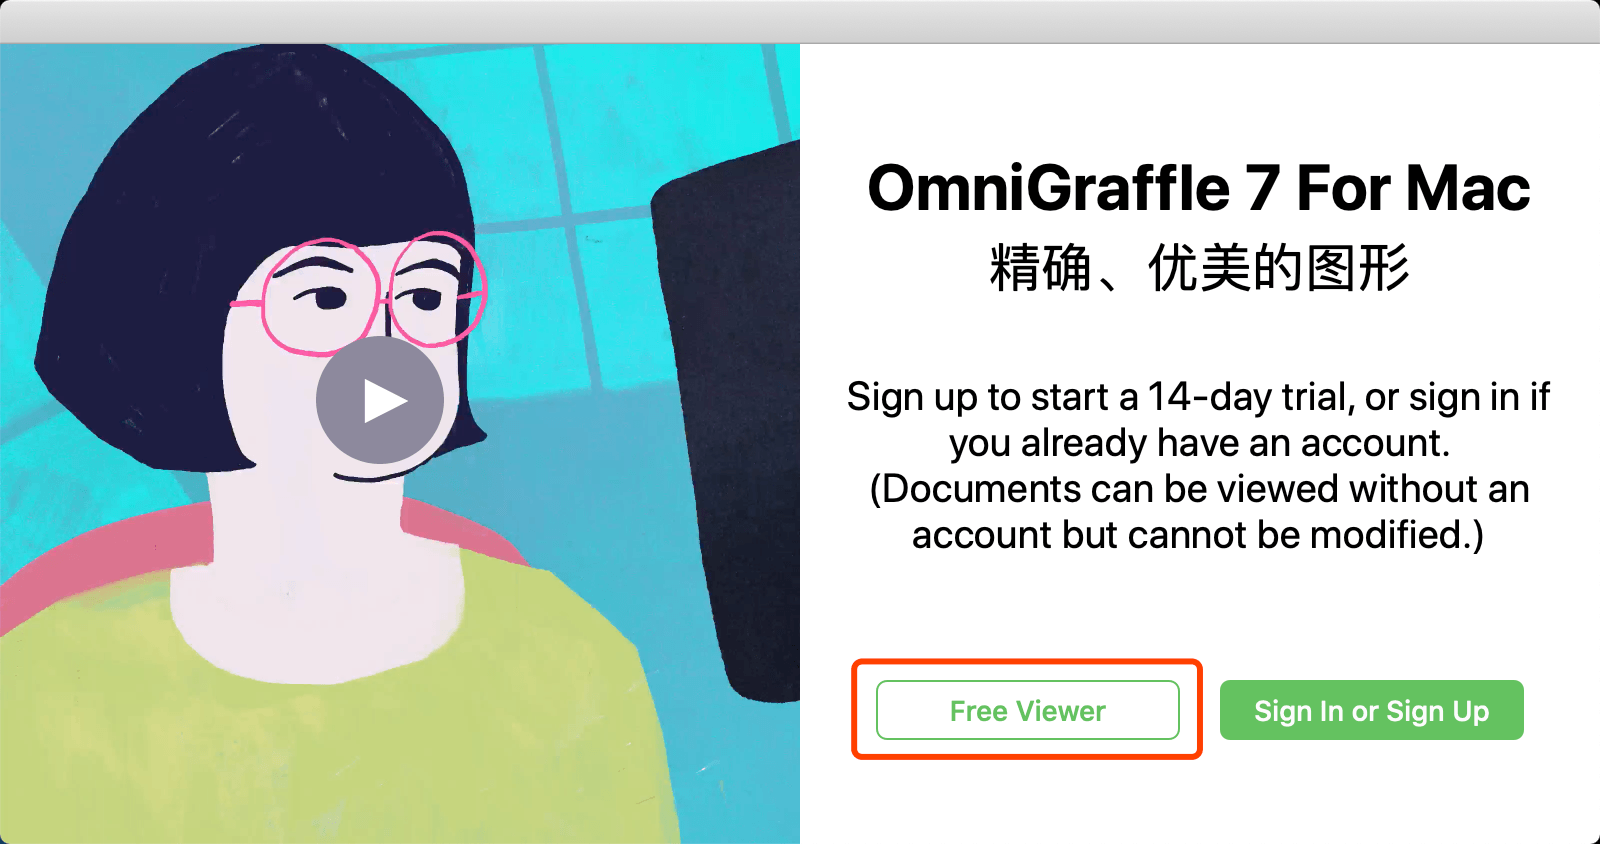 OmniGraffle 7 For Mac
精确、优美的图形
Sign up to start a 14-day trial, or sign in if
you already have an account.
(Documents can be viewed without an
account but cannot be modified.)
Free Viewer
Sign In or Sign Up